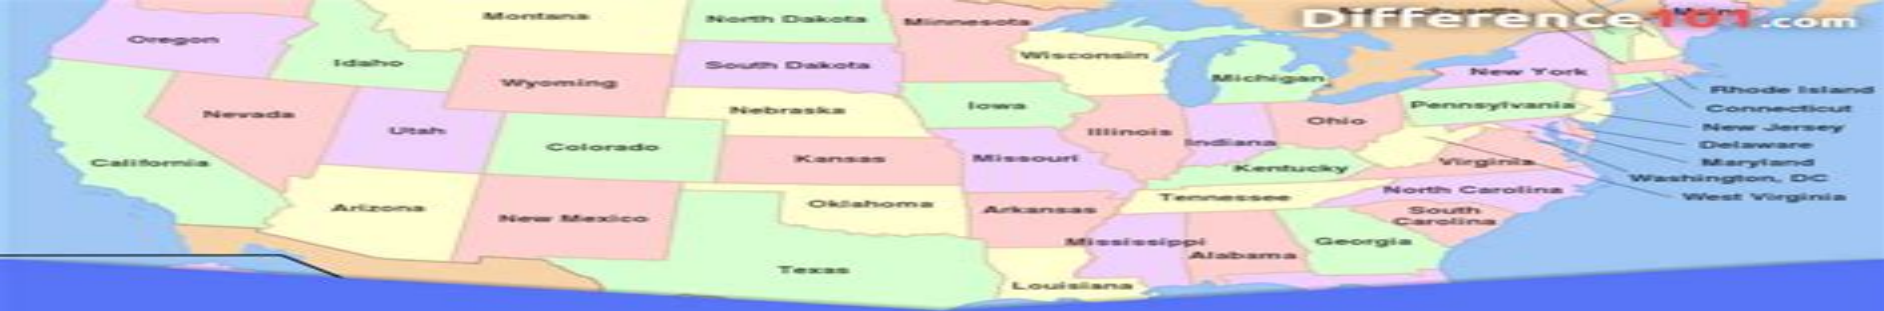 Montana
North Dakota
Minnesota
Difference101.com
Oregon
Idaho
Wyoming
South Dakota
Wisconsin
Michigan
New York
Rhode Island
Nevada
Utah
Nebraska
Iowa
Pennsylvania
Connecticut
California
Colorado
Kansas
Missouri
Illinois
Indiana
Ohio
New Jersey
Delaware
Kentucky
Virginia
Maryland
Washington, DC
West Virginia
Arizona
New Mexico
Oklahoma
Arkansas
Tennessee
North Carolina
South
Carolina
Texas
Louisiana
Mississippi
Alabama
Georgia